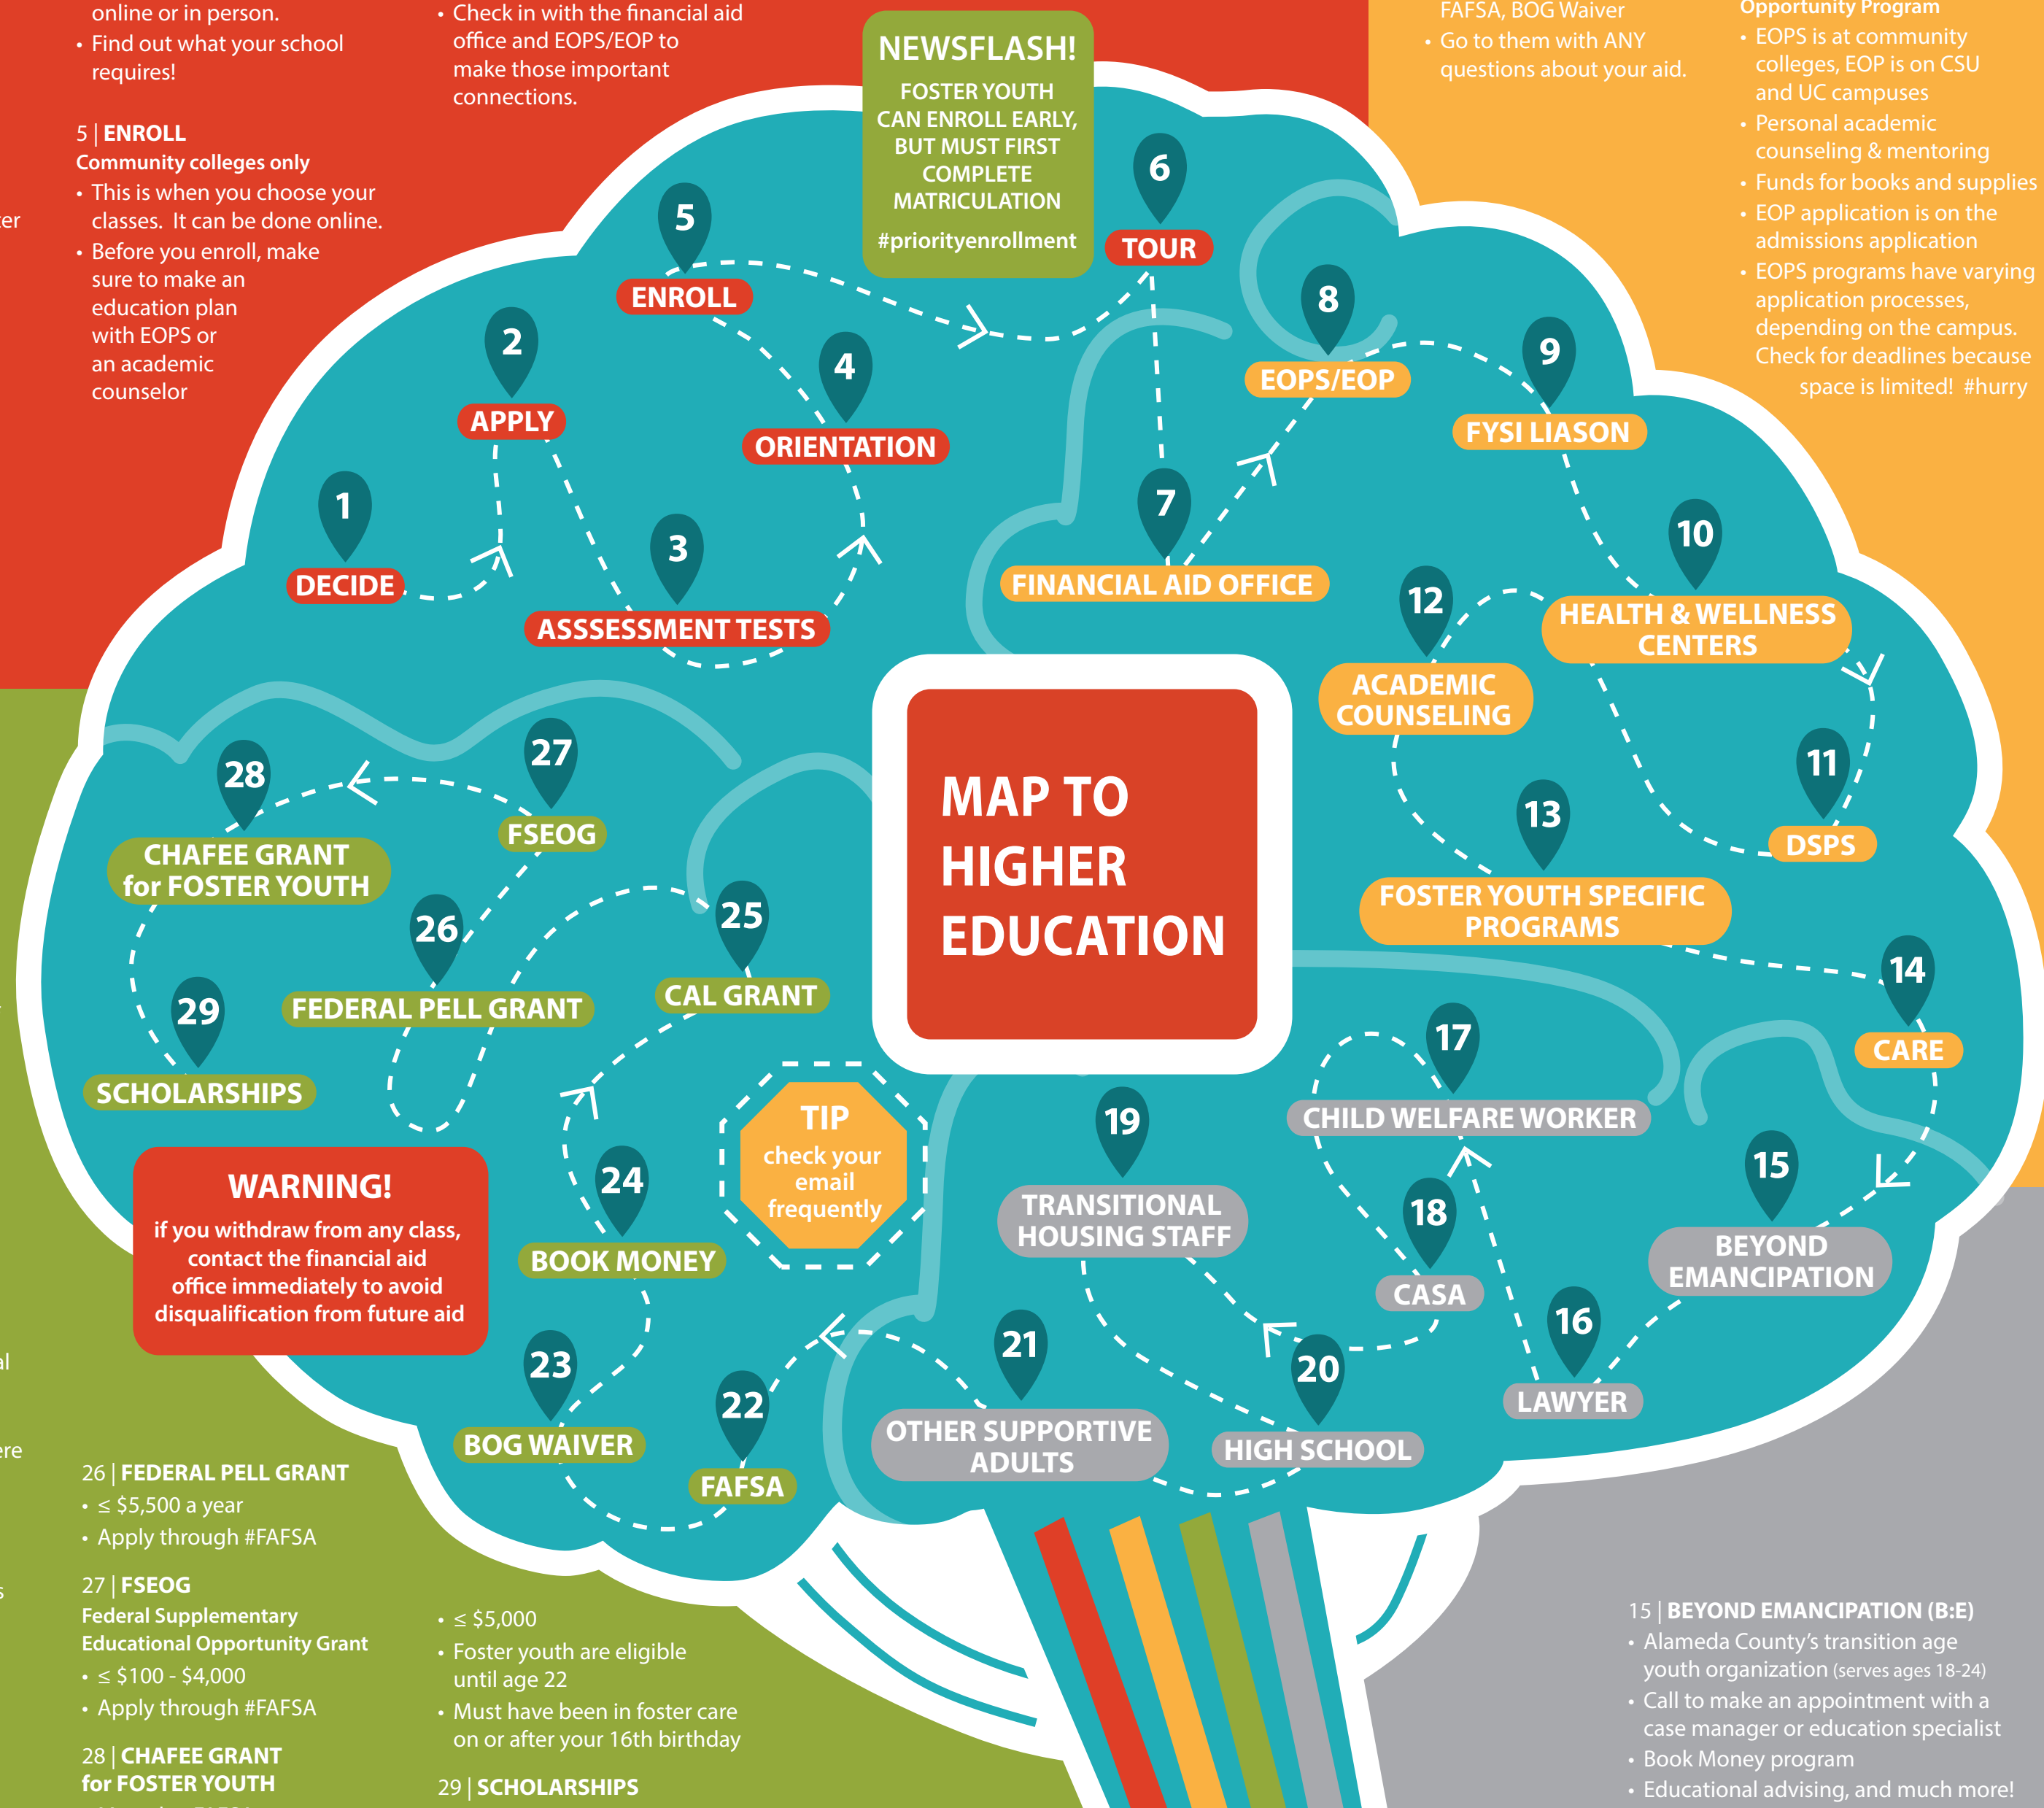 online or in person.
• Find out what your school
requires!
5 | ENROLL
Community colleges only
• This is when you choose your
classes.  It can be done online.
• Before you enroll, make
sure to make an
education plan
with EOPS or
an academic
counselor
• Check in with the financial aid
office and EOPS/EOP to
make those important
connections.
NEWSFLASH!
FOSTER YOUTH
CAN ENROLL EARLY,
BUT MUST FIRST
COMPLETE
MATRICULATION
#priorityenrollment
FAFSA, BOG Waiver
• Go to them with ANY
questions about your aid.
Opportunity Program
• EOPS is at community
colleges, EOP is on CSU
and UC campuses
• Personal academic
counseling & mentoring
• Funds for books and supplies
• EOP application is on the
admissions application
• EOPS programs have varying
application processes,
depending on the campus.
Check for deadlines because
space is limited!  #hurry
1
DECIDE
2
APPLY
3
ASSSESSMENT TESTS
4
ORIENTATION
5
ENROLL
6
TOUR
7
FINANCIAL AID OFFICE
8
EOPS/EOP
9
FYSI LIASON
10
HEALTH & WELLNESS
CENTERS
11
DSPS
12
ACADEMIC
COUNSELING
13
FOSTER YOUTH SPECIFIC
PROGRAMS
14
CARE
MAP TO
HIGHER
EDUCATION
15
BEYOND
EMANCIPATION
16
LAWYER
17
CHILD WELFARE WORKER
18
CASA
19
TRANSITIONAL
HOUSING STAFF
20
HIGH SCHOOL
21
OTHER SUPPORTIVE
ADULTS
22
FAFSA
23
BOG WAIVER
24
BOOK MONEY
25
CAL GRANT
26
FEDERAL PELL GRANT
27
FSEOG
28
CHAFEE GRANT
for FOSTER YOUTH
29
SCHOLARSHIPS
TIP
check your
email
frequently
WARNING!
if you withdraw from any class,
contact the financial aid
office immediately to avoid
disqualification from future aid
26 | FEDERAL PELL GRANT
• ≤ $5,500 a year
• Apply through #FAFSA
27 | FSEOG
Federal Supplementary
Educational Opportunity Grant
• ≤ $100 - $4,000
• Apply through #FAFSA
28 | CHAFEE GRANT
for FOSTER YOUTH
• ≤ $5,000
• Foster youth are eligible
until age 22
• Must have been in foster care
on or after your 16th birthday
29 | SCHOLARSHIPS
15 | BEYOND EMANCIPATION (B:E)
• Alameda County's transition age
youth organization (serves ages 18-24)
• Call to make an appointment with a
case manager or education specialist
• Book Money program
• Educational advising, and much more!